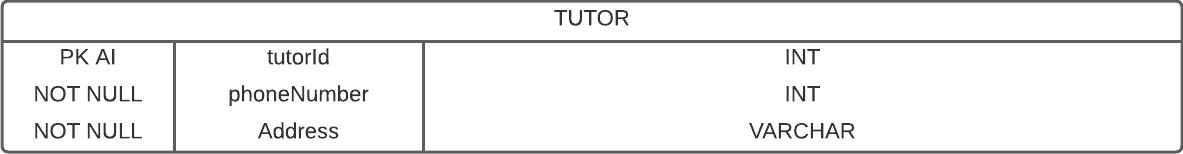 TUTOR
PK AI tutorId INT
NOT NULL phoneNumber INT
NOT NULL Address VARCHAR